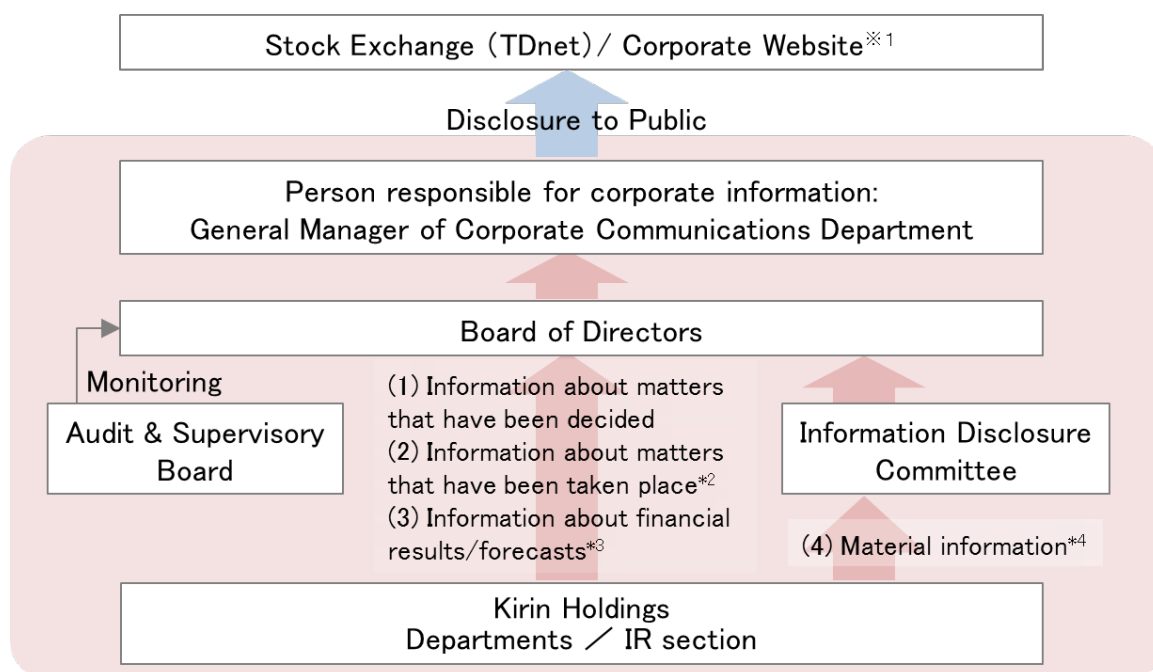 Stock Exchange (TDnet)/ Corporate Website※1
Disclosure to Public
Person responsible for corporate information:
General Manager of Corporate Communications Department
Board of Directors
Monitoring
Audit & Supervisory
Board
(1) Information about matters
that have been decided
(2) Information about matters
that have been taken place*2
(3) Information about financial
results/forecasts*3
Information Disclosure
Committee
(4) Material information*4
Kirin Holdings
Departments ／ IR section